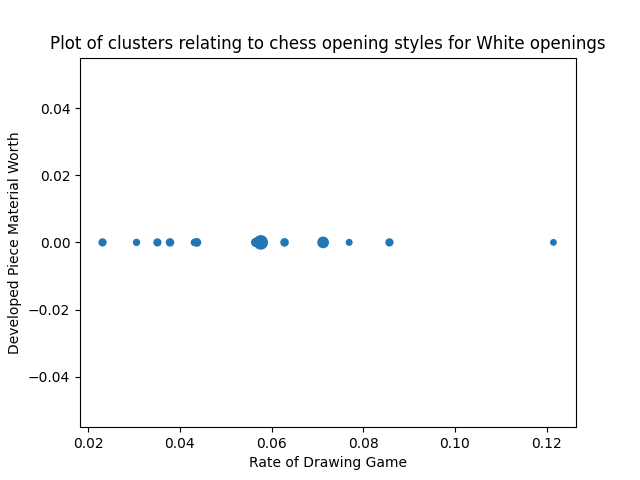 Plot of clusters relating to chess opening styles for White openings
Developed Piece Material Worth
0.04
0.02
0.00
−0.02
−0.04
0.02 0.04 0.06 0.08 0.10 0.12
Rate of Drawing Game